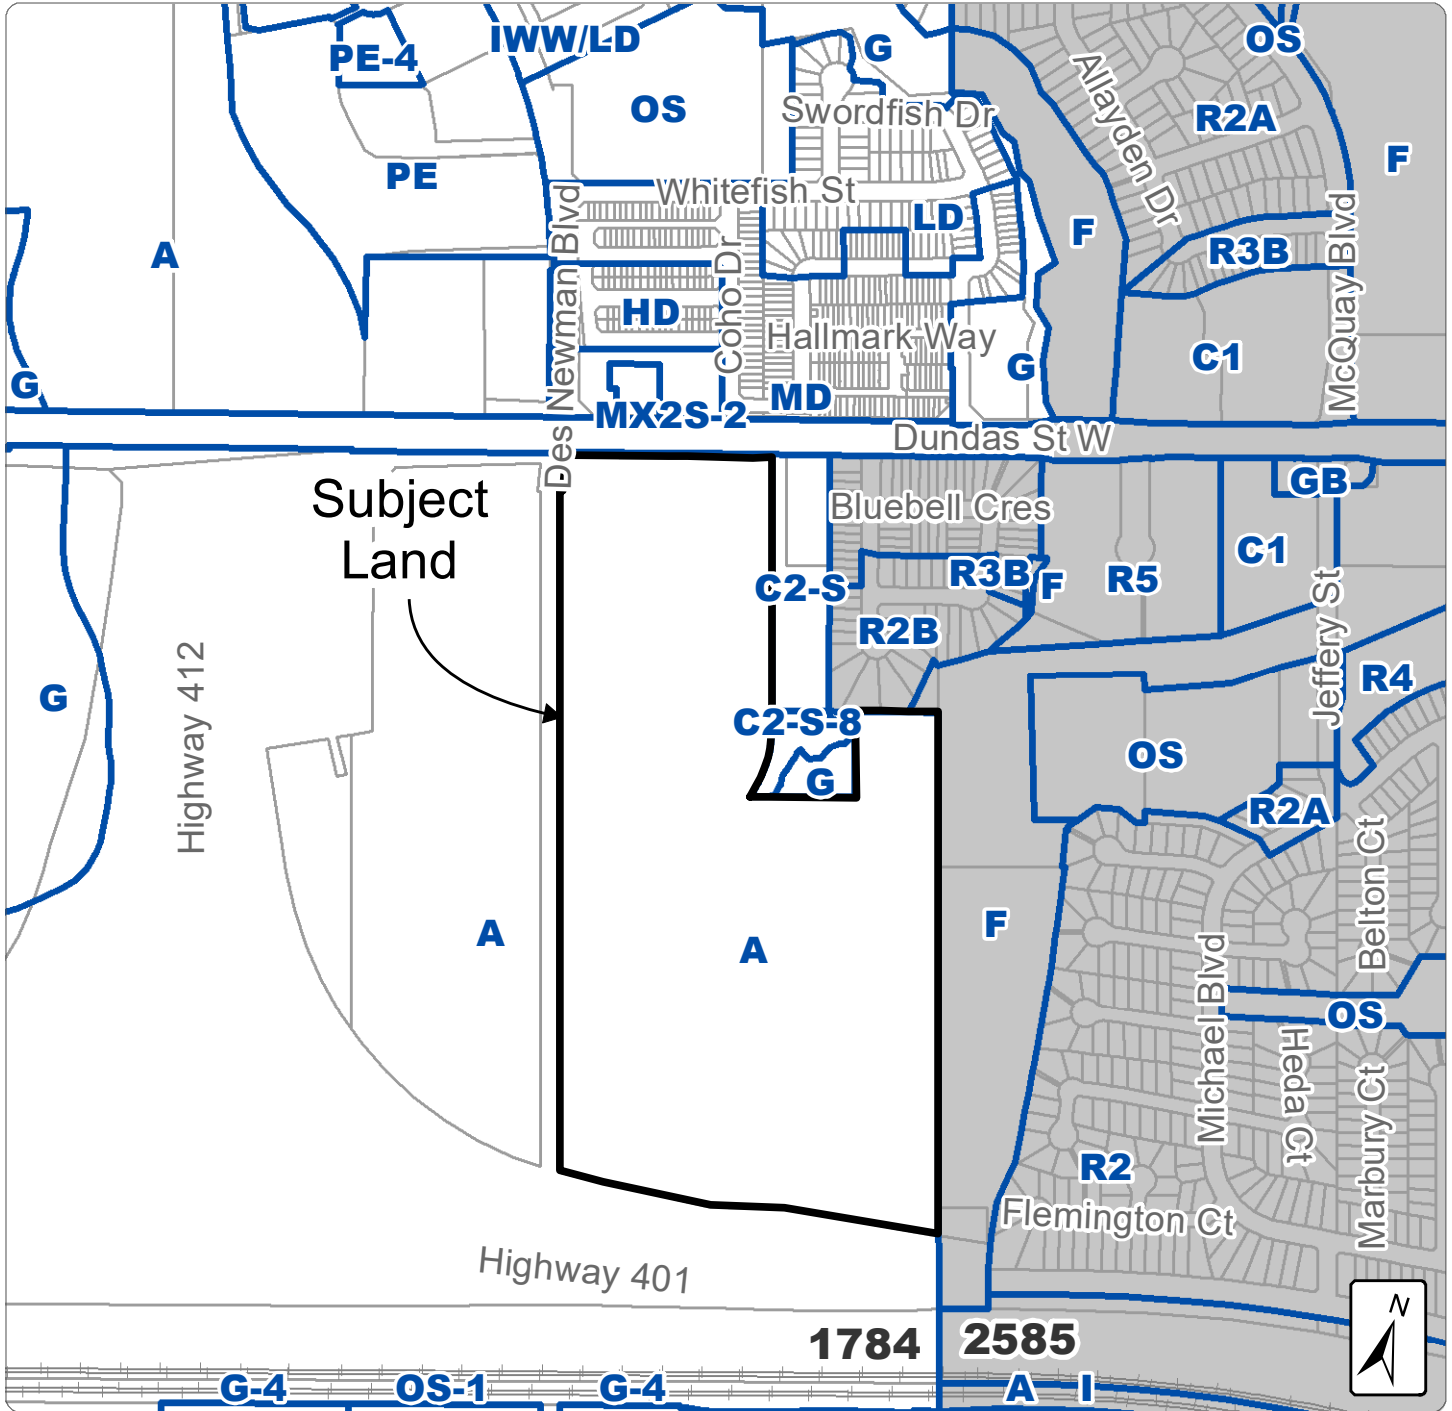 PE-4
IWW/LD
OS
G
OS
Swordfish Dr
Allayden Dr
R2A
F
PE
Whitefish St
A
LD
F
R3B
Des Newman Blvd
Coho Dr
McQuay Blvd
HD
Hallmark Way
C1
G
G
MD
MX2S-2
Dundas St W
Subject
Land
Bluebell Cres
GB
C1
C2-S
R3B
F
R5
R2B
Jeffery St
G
Highway 412
R4
C2-S-8
G
OS
R2A
Belton Ct
A
A
F
Michael Blvd
OS
Hepa Ct
Marbury Ct
R2
Flemington Ct
Highway 401
N
1784
2585
G-4
OS-1
G-4
A
I